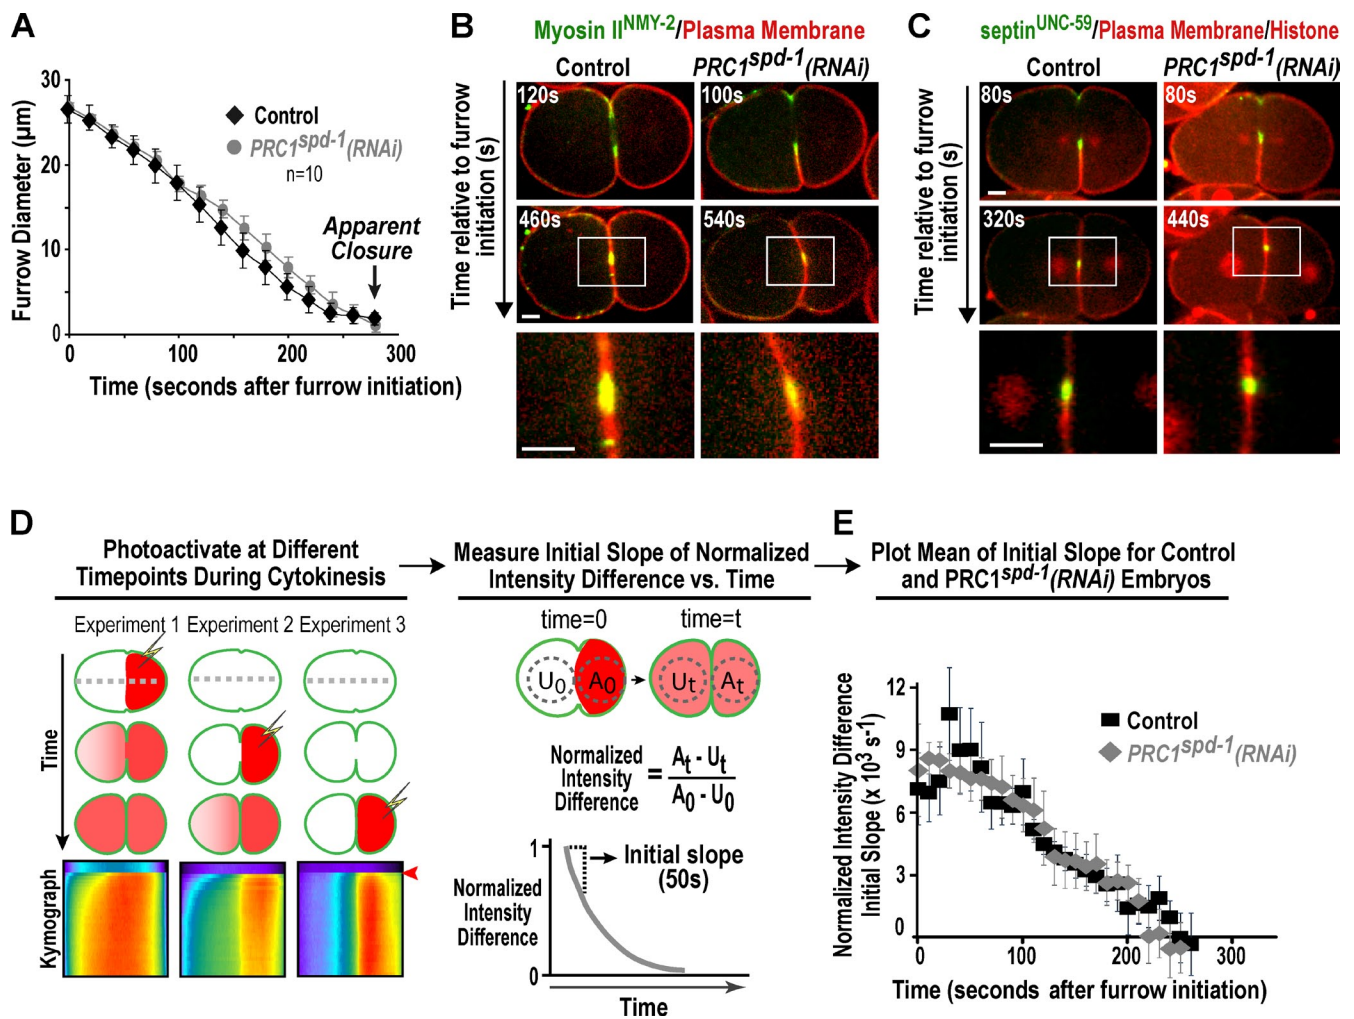 A
Furrow Diameter (µm)
30
20
10
0
Control
PRC1spd-1(RNAi)
n=10
Apparent
Closure
0
100
200
300
Time (seconds after furrow initiation)
B
Myosin IINMY-2/Plasma Membrane
Control
PRC1spd-1(RNAi)
Time relative to furrow
initiation (s)
120s
100s
460s
540s
C
septinUNC-59/Plasma Membrane/Histone
Control
PRC1spd-1(RNAi)
Time relative to furrow
initiation (s)
80s
80s
320s
440s
D
Photoactivate at Different
Timepoints During Cytokinesis
Experiment 1
Experiment 2
Experiment 3
Time
Kymograph
Measure Initial Slope of Normalized
Intensity Difference vs. Time
time=0
time=t
U0
A0
Ut
At
Normalized
Intensity
Difference
=
At - Ut
A0 - U0
1
0
Initial slope
(50s)
Normalized
Intensity
Difference
Time
E
Plot Mean of Initial Slope for Control
and PRC1spd-1(RNAi) Embryos
Normalized Intensity Difference
Initial Slope (x 103 s-1)
12
9
6
3
0
Control
PRC1spd-1(RNAi)
0
100
200
300
Time (seconds after furrow initiation)